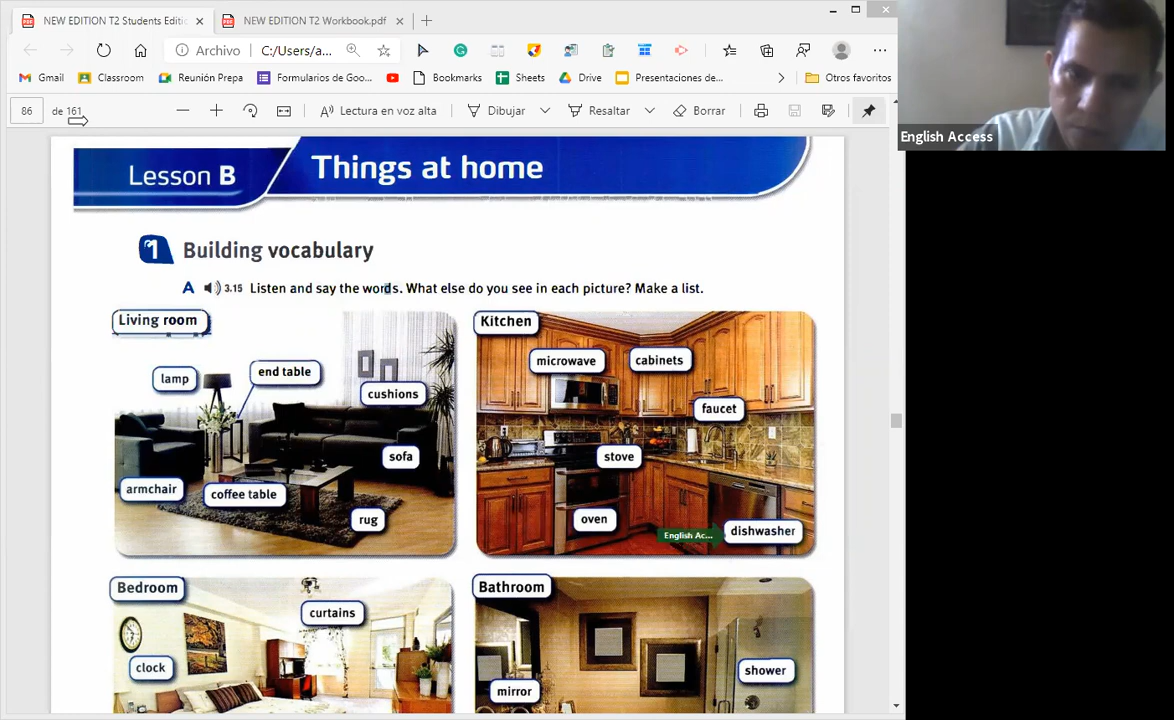 NEW EDITION T2 Students Editi
NEW EDITION T2 Workbook.pdf
Archivo
C:/Users/a...
Gmail
Classroom
Reunión Prepa
Formularios de Goo...
Bookmarks
Sheets
Drive
Presentaciones de...
Otros favoritos
86
de 161
Lectura en voz alta
Dibujar
Resaltar
Borrar
English Access
Lesson B
Things at home
1 Building vocabulary
A 3.15 Listen and say the words. What else do you see in each picture? Make a list.
Living room
lamp
end table
cushions
sofa
armchair
coffee table
rug
Kitchen
microwave
cabinets
faucet
stove
oven
English Ac...
dishwasher
Bedroom
curtains
clock
Bathroom
shower
mirror